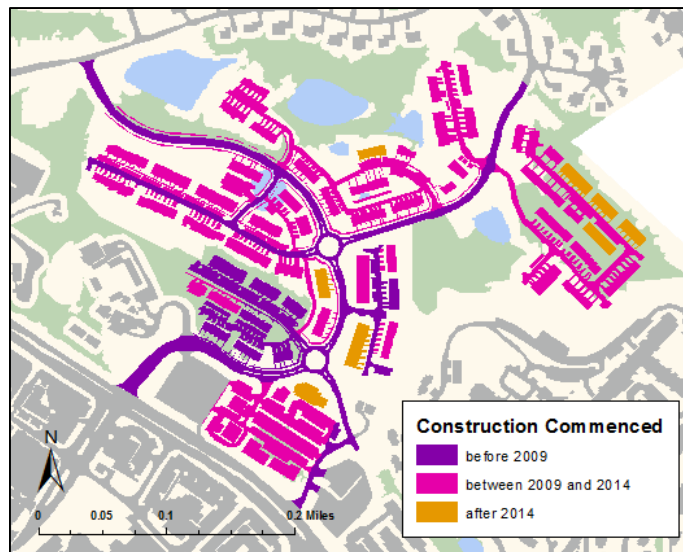 Construction Commenced
before 2009
between 2009 and 2014
after 2014
N
0 0.05 0.1 0.2 Miles